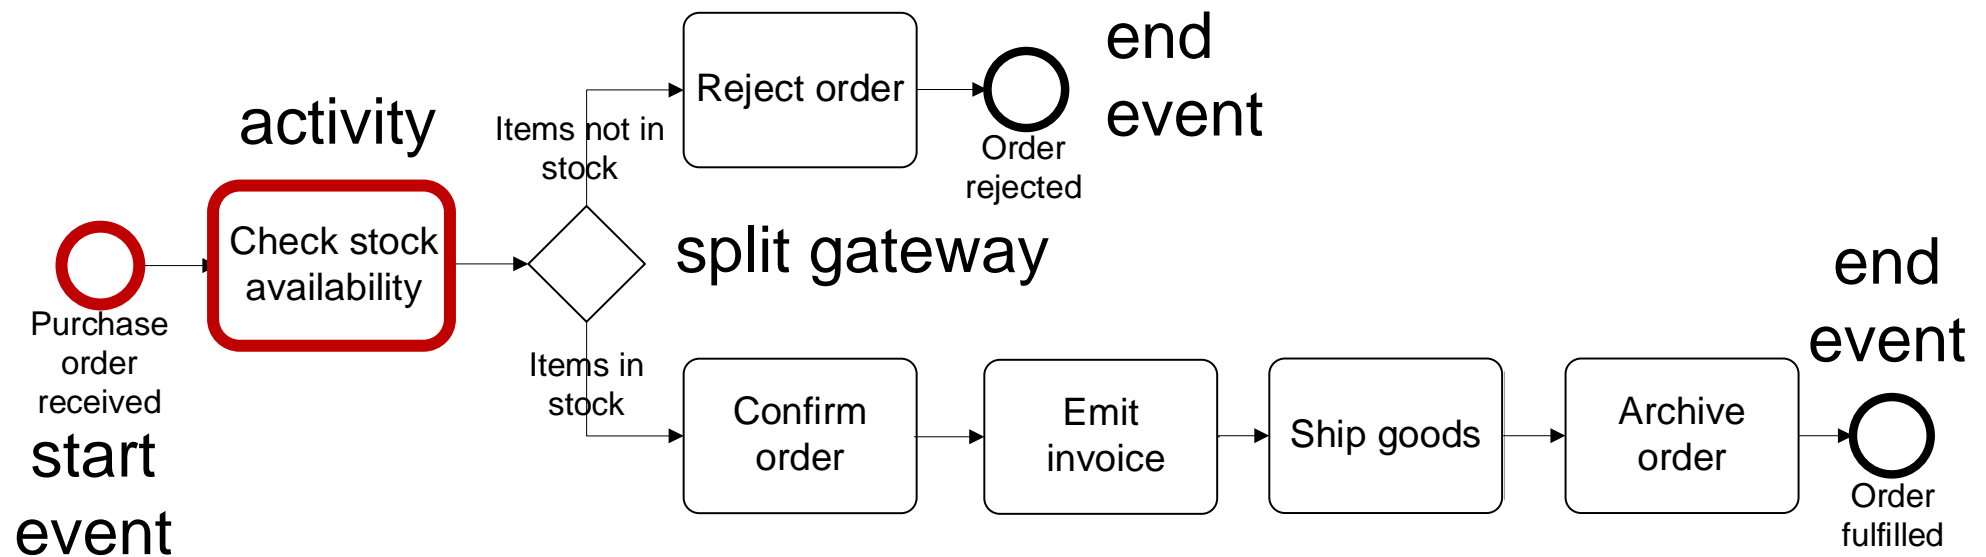 activity
Purchase
order
received
start
event
Check stock
availability
Items not in
stock
Reject order
Order
rejected
end
event
split gateway
Items in
stock
Confirm
order
Emit
invoice
Ship goods
Archive
order
end
event
Order
fulfilled